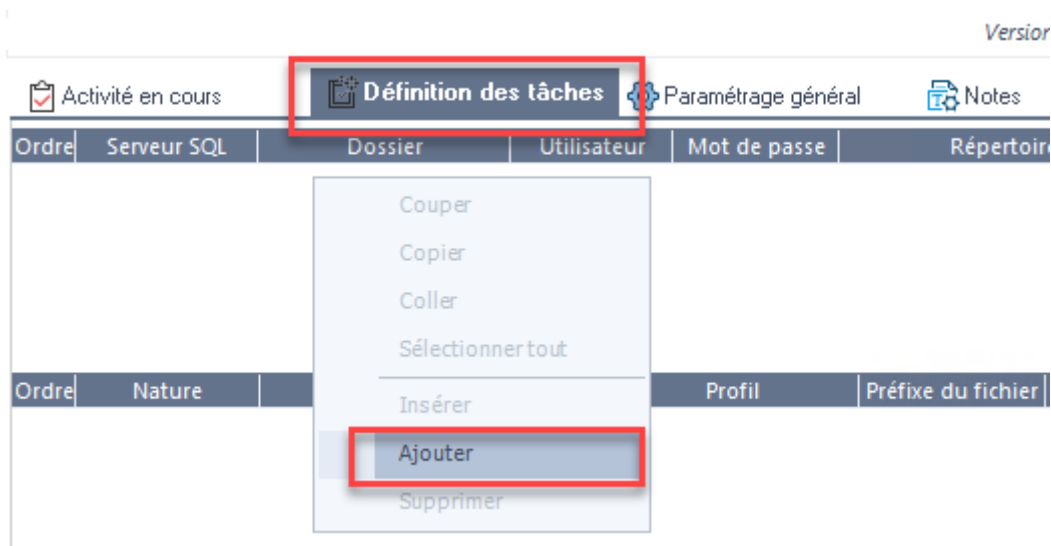 Version
Activité en cours Définition des tâches Paramétrage général Notes
Ordre Serveur SQL Dossier Utilisateur Mot de passe Répertoire
Couper
Copier
Coller
Sélectionner tout
Ordre Nature Profil Préfixe du fichier
Insérer
Ajouter
Supprimer